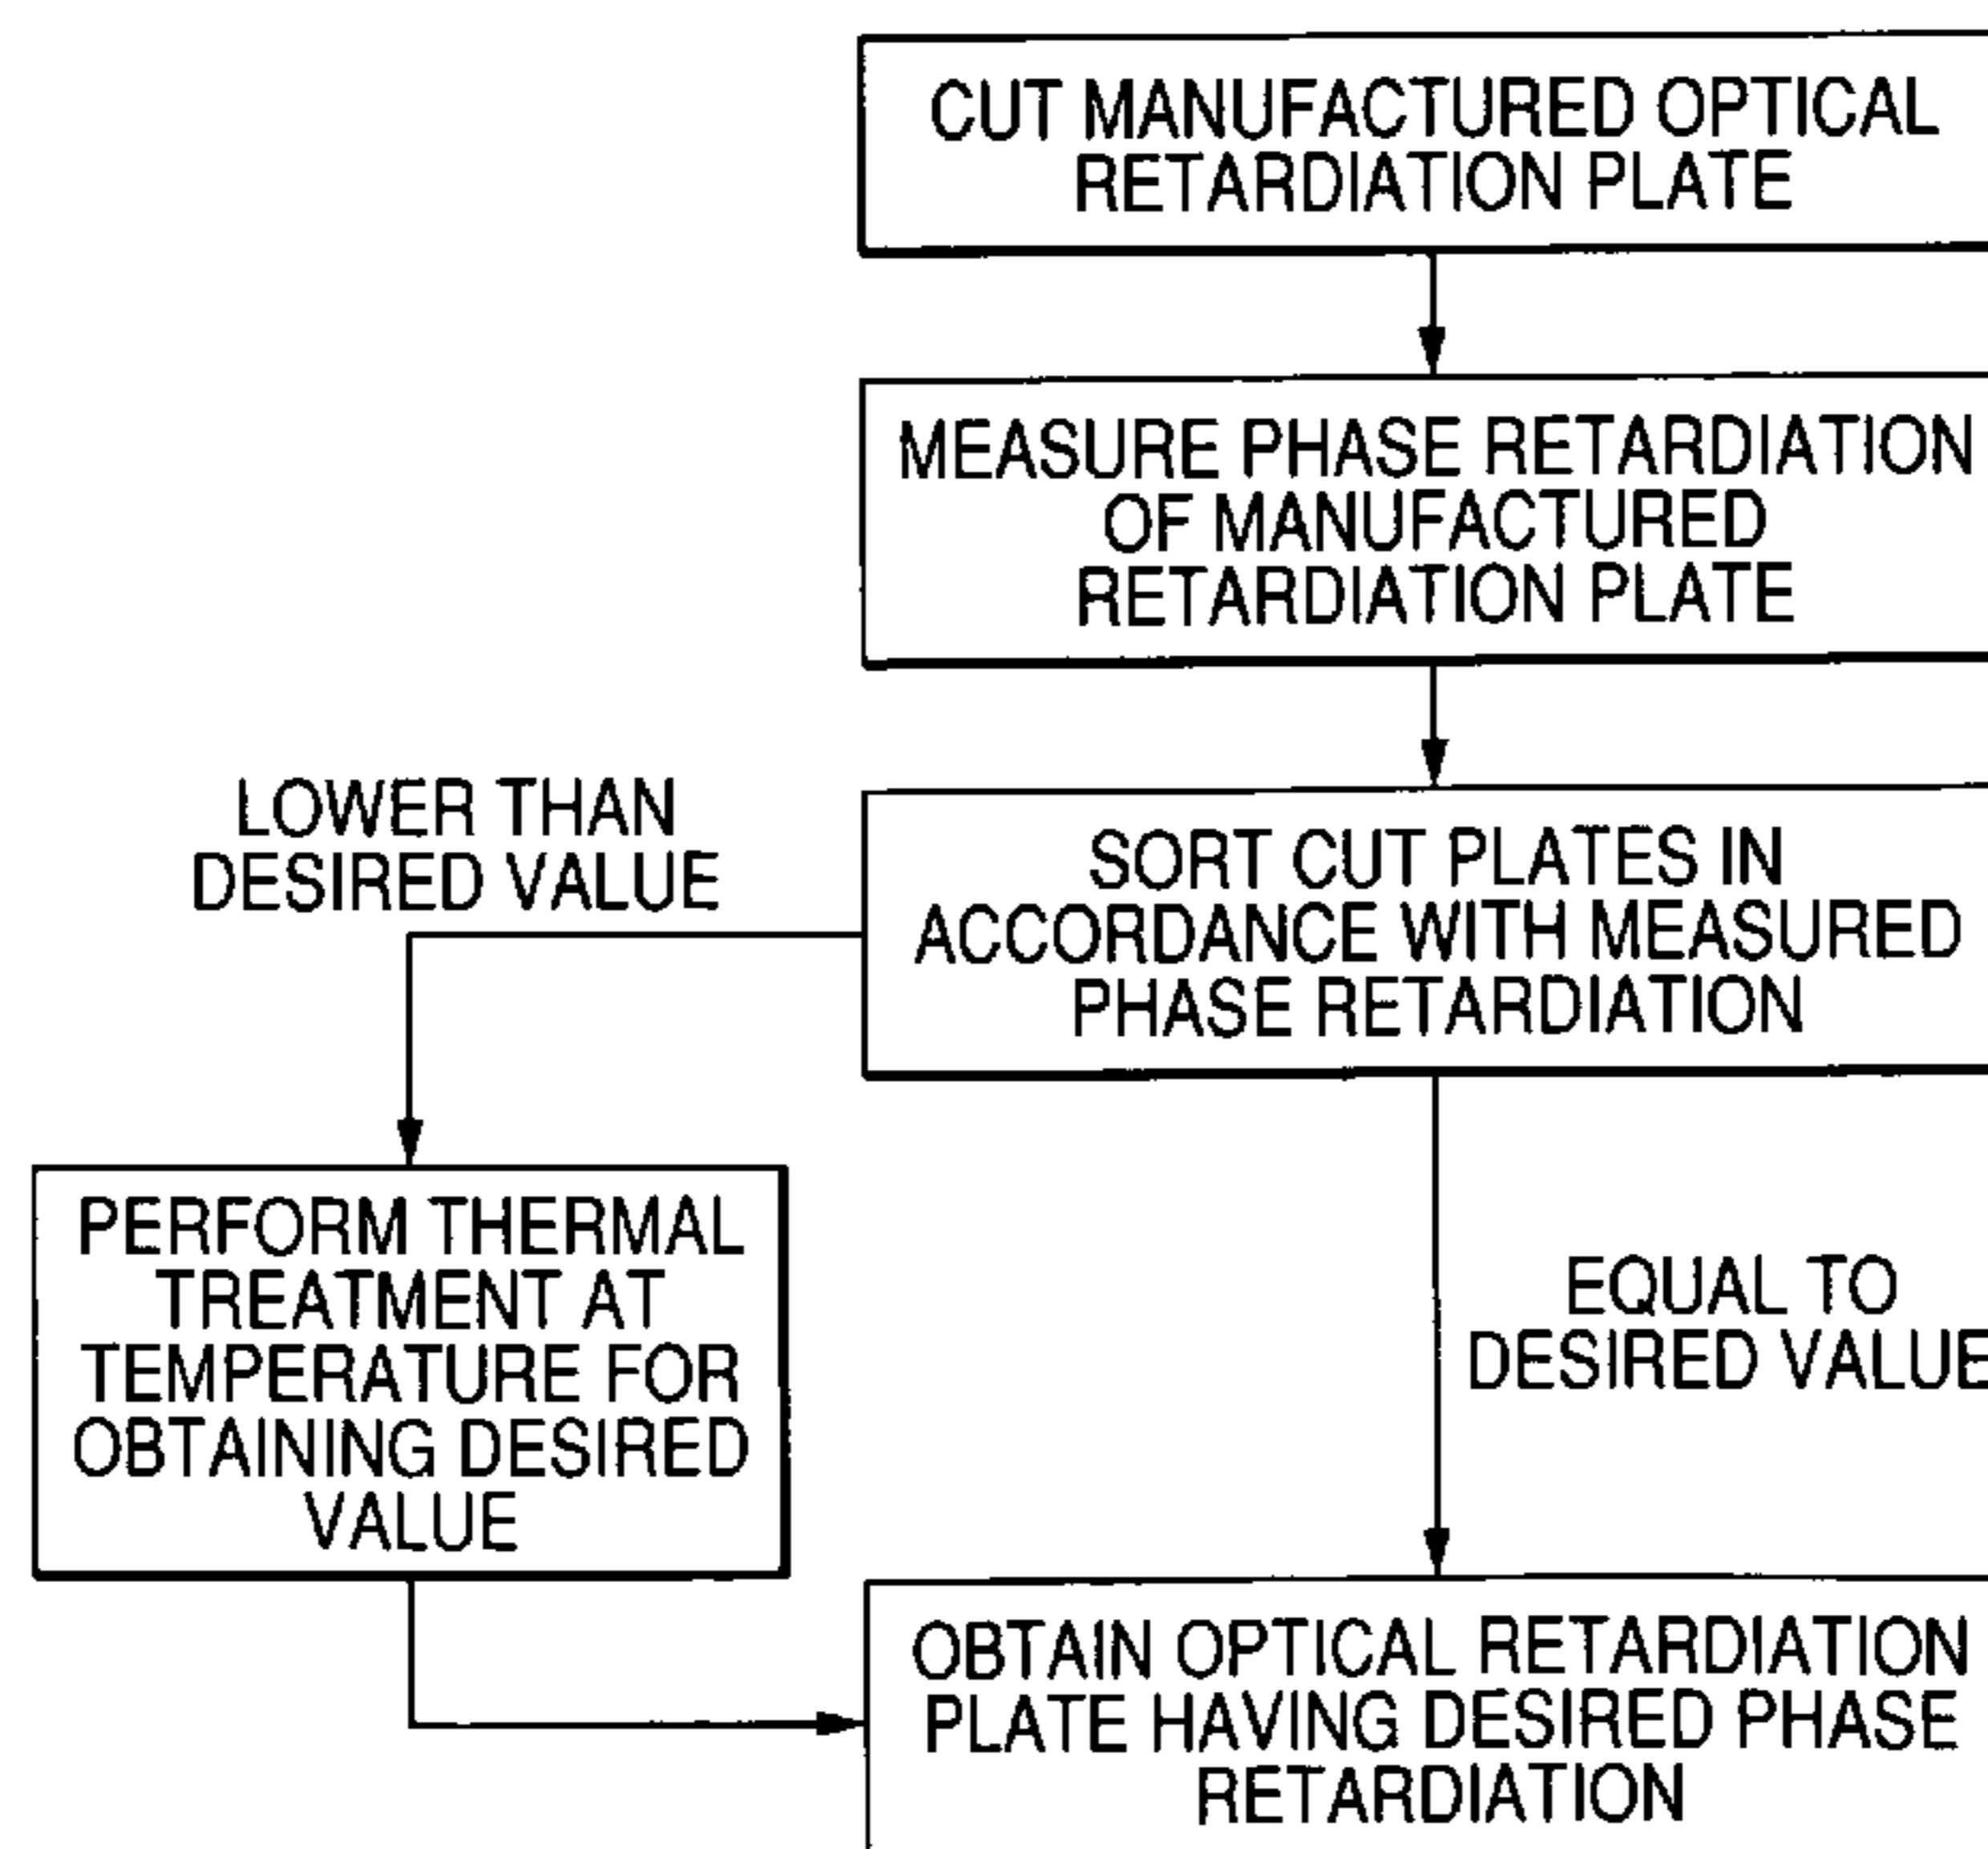 CUT MANUFACTURED OPTICAL
RETARDIATION PLATE
MEASURE PHASE RETARDIATION
OF MANUFACTURED
RETARDIATION PLATE
LOWER THAN
DESIRED VALUE
SORT CUT PLATES IN
ACCORDANCE WITH MEASURED
PHASE RETARDIATION
PERFORM THERMAL
TREATMENT AT
TEMPERATURE FOR
OBTAINING DESIRED
VALUE
EQUAL TO
DESIRED VALUE
OBTAIN OPTICAL RETARDIATION
PLATE HAVING DESIRED PHASE
RETARDIATION